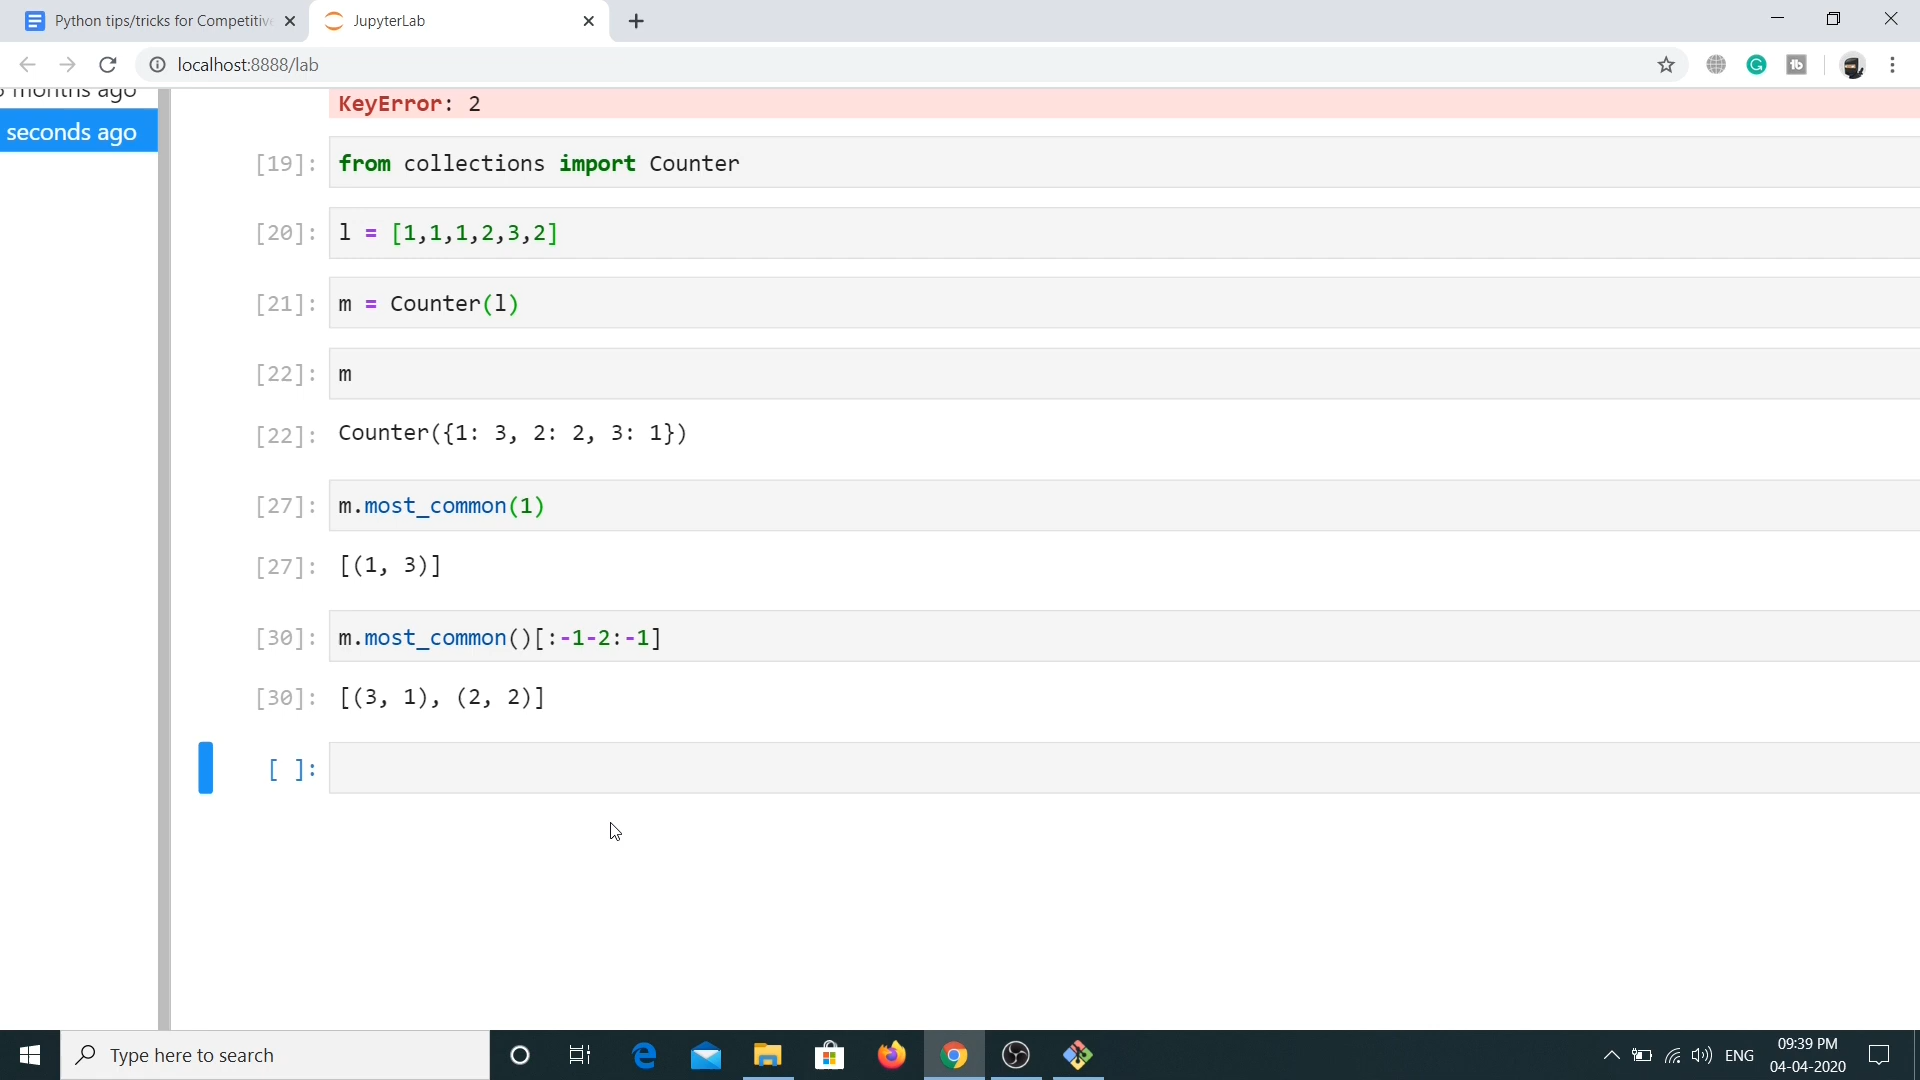 Python tips/tricks for Competitive
JupyterLab
localhost:8888/lab
months ago
seconds ago
KeyError: 2
[19]: from collections import Counter
[20]: l = [1,1,1,2,3,2]
[21]: m = Counter(l)
[22]: m
[22]: Counter({1: 3, 2: 2, 3: 1})
[27]: m.most_common(1)
[27]: [(1, 3)]
[30]: m.most_common()[:-1-2:-1]
[30]: [(3, 1), (2, 2)]
[ ]:
Type here to search
ENG
09:39 PM
04-04-2020